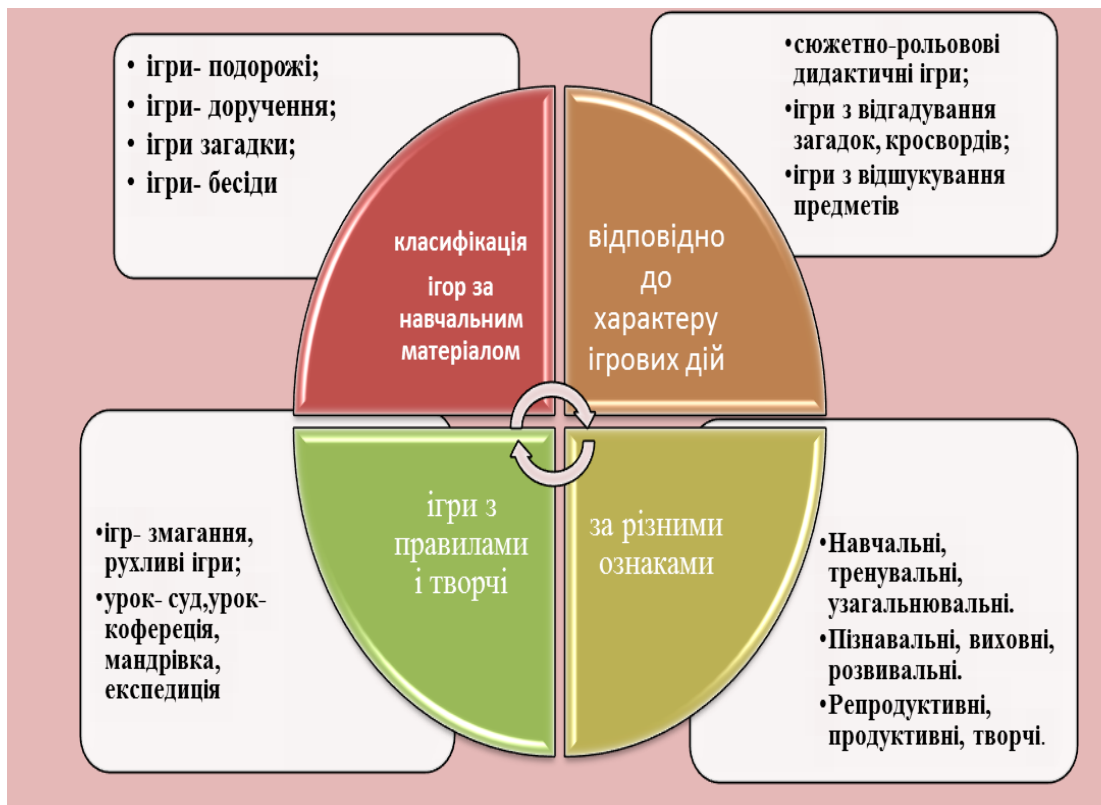 • ігри- подорожі;
• ігри- доручення;
• ігри загадки;
• ігри- бесіди
•сюжетно-рольовові
дидактичні ігри;
•ігри з відгадування
загадок, кросвордів;
•ігри з відшукування
предметів
класифікація
ігор за
навчальним
матеріалом
відповідно
до
характеру
ігрових дій
•ігр- змагання,
рухливі ігри;
•урок- суд,урок-
кофереція,
мандрівка,
експедиція
ігри з
правилами
і творчі
за різними
ознаками
•Навчальні,
тренувальні,
узагальнювальні.
•Пізнавальні, виховні,
розвивальні.
•Репродуктивні,
продуктивні, творчі.